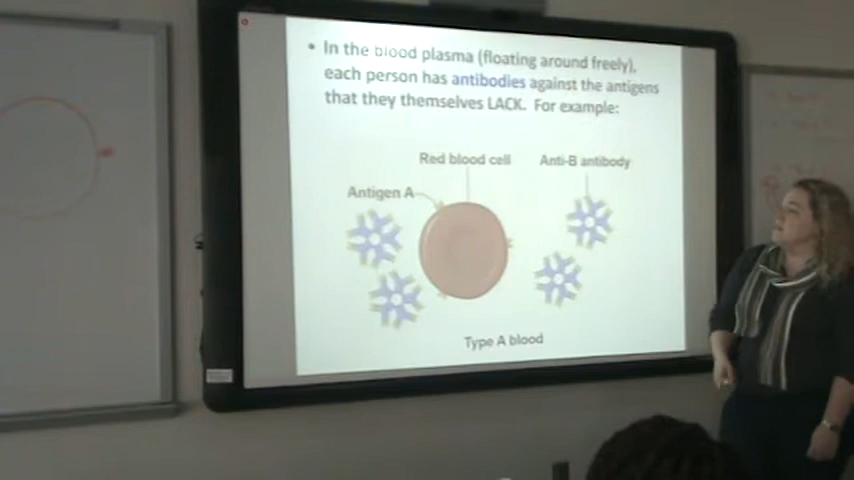 • In the blood plasma (floating around freely),
each person has antibodies against the antigens
that they themselves LACK. For example:
Red blood cell
Anti-B antibody
Antigen A
Type A blood